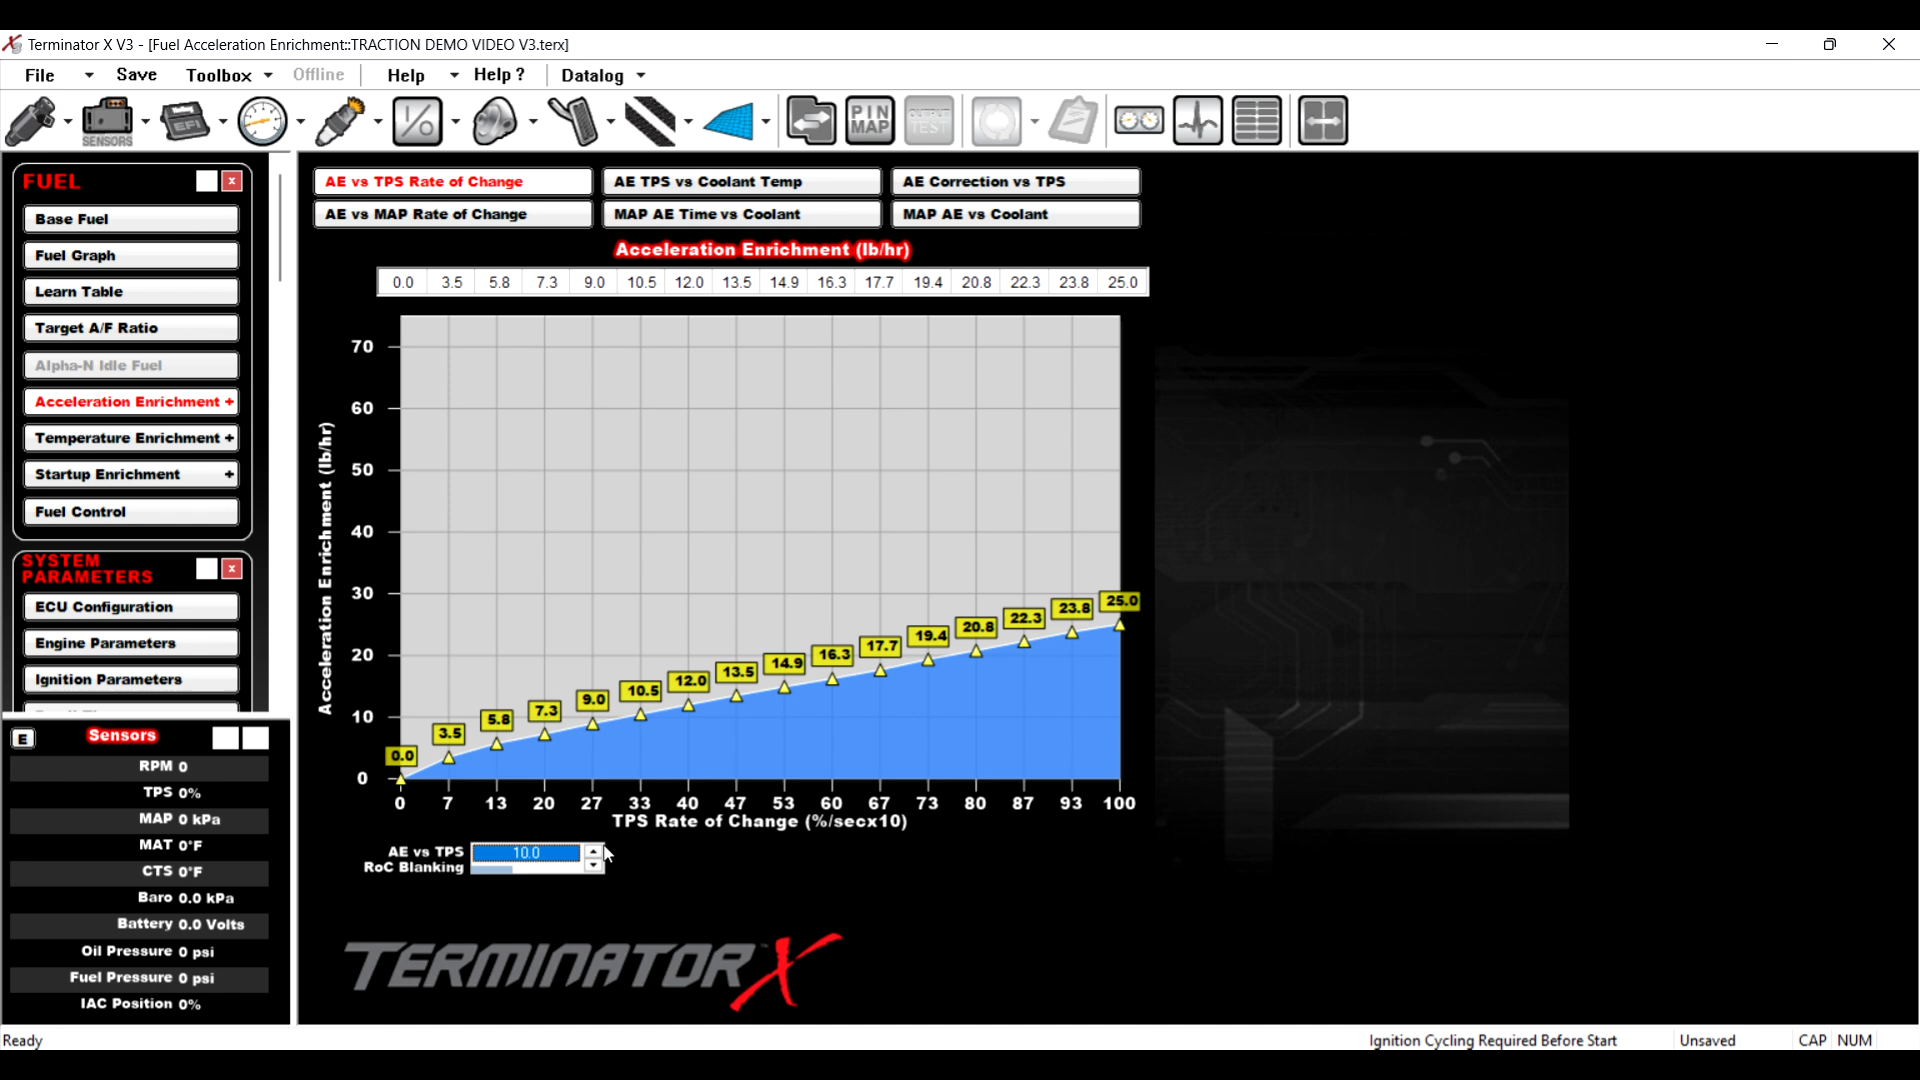 Terminator X V3 - [Fuel Acceleration Enrichment::TRACTION DEMO VIDEO V3.terx]
File Save Toolbox Offline Help Help ? Datalog
SENSORS EFI I/O PIN MAP OUTPUT TEST
FUEL
Base Fuel
Fuel Graph
Learn Table
Target A/F Ratio
Alpha-N Idle Fuel
Acceleration Enrichment +
Temperature Enrichment +
Startup Enrichment +
Fuel Control
SYSTEM
PARAMETERS
ECU Configuration
Engine Parameters
Ignition Parameters
E Sensors
RPM 0
TPS 0%
MAP 0 kPa
MAT 0°F
CTS 0°F
Baro 0.0 kPa
Battery 0.0 Volts
Oil Pressure 0 psi
Fuel Pressure 0 psi
IAC Position 0%
AE vs TPS Rate of Change AE TPS vs Coolant Temp AE Correction vs TPS
AE vs MAP Rate of Change MAP AE Time vs Coolant MAP AE vs Coolant
Acceleration Enrichment (lb/hr)
0.0 3.5 5.8 7.3 9.0 10.5 12.0 13.5 14.9 16.3 17.7 19.4 20.8 22.3 23.8 25.0
Acceleration Enrichment (lb/hr)
70
60
50
40
30
20
10
0
0.0 3.5 5.8 7.3 9.0 10.5 12.0 13.5 14.9 16.3 17.7 19.4 20.8 22.3 23.8 25.0
0 7 13 20 27 33 40 47 53 60 67 73 80 87 93 100
TPS Rate of Change (%/secx10)
AE vs TPS
RoC Blanking
10.0
TERMINATOR X
Ready Ignition Cycling Required Before Start Unsaved CAP NUM